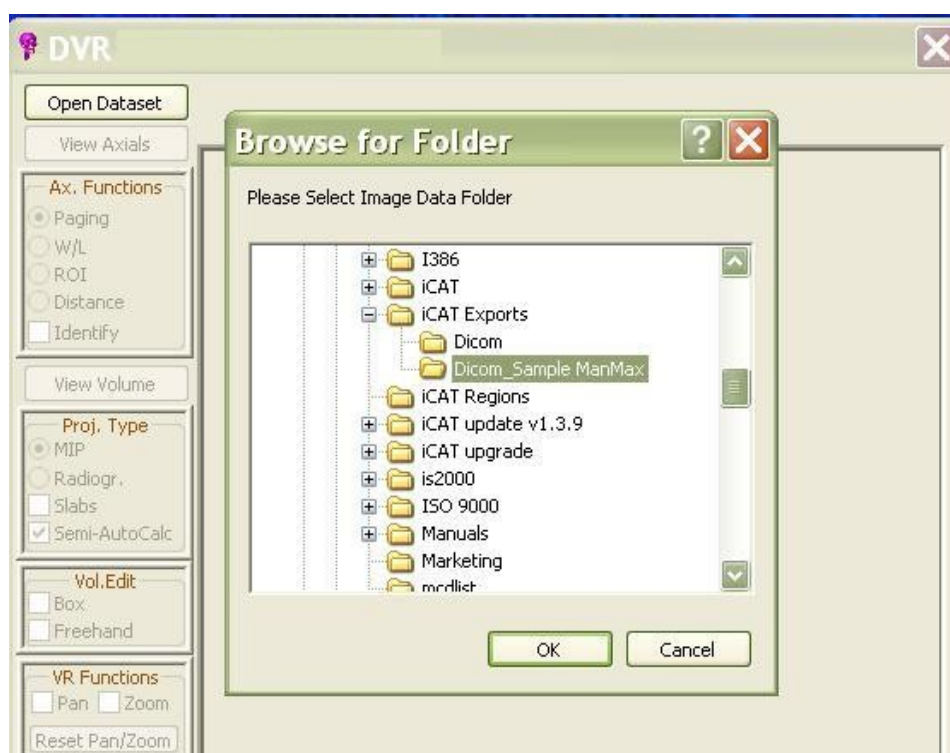 DVR
Open Dataset
View Axials
Ax. Functions
Paging
W/L
ROI
Distance
Identify
View Volume
Proj. Type
MIP
Radiogr.
Slabs
Semi-AutoCalc
Vol.Edit
Box
Freehand
VR Functions
Pan Zoom
Reset Pan/Zoom
Browse for Folder ?
Please Select Image Data Folder
I386
iCAT
iCAT Exports
Dicom
Dicom_Sample ManMax
iCAT Regions
iCAT update v1.3.9
iCAT upgrade
is2000
ISO 9000
Manuals
Marketing
mcdlist
OK Cancel